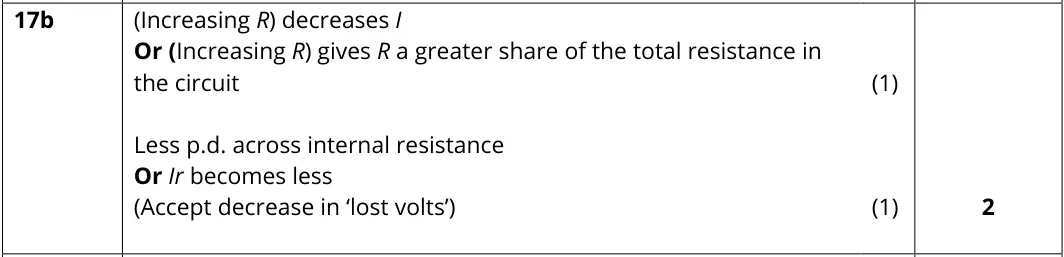 17b
(Increasing R) decreases I
Or (Increasing R) gives R a greater share of the total resistance in
the circuit (1)
Less p.d. across internal resistance
Or Ir becomes less
(Accept decrease in ‘lost volts’) (1) 2